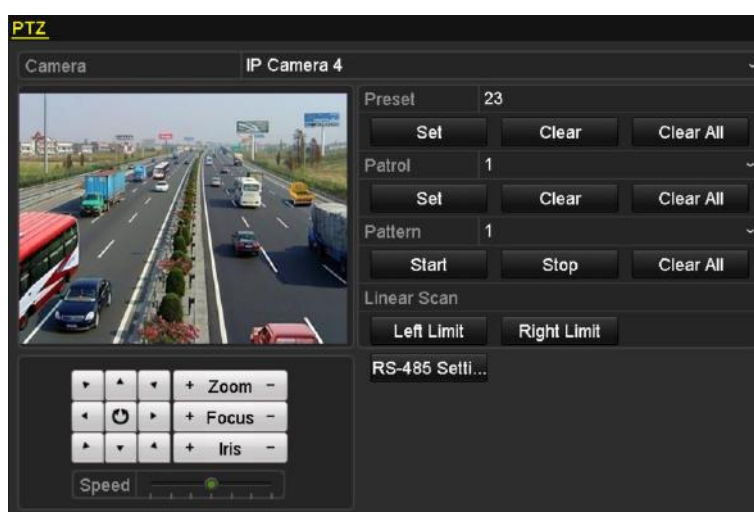 PTZ
Camera IP Camera 4
Preset 23
Set Clear Clear All
Patrol 1
Set Clear Clear All
Pattern 1
Start Stop Clear All
Linear Scan
Left Limit Right Limit
RS-485 Setti...
+ Zoom -
+ Focus -
+ Iris -
Speed